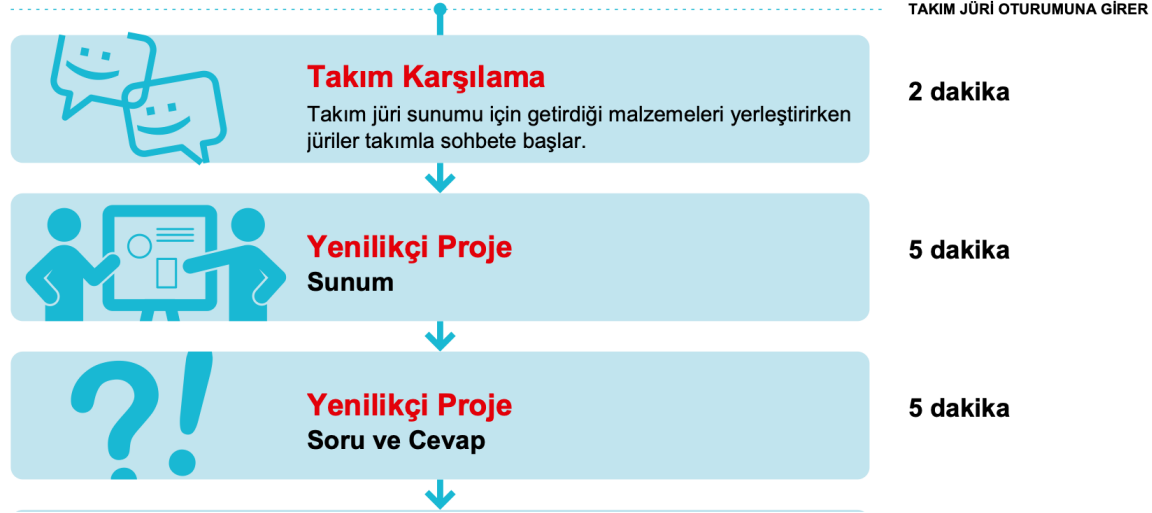 TAKIM JÜRİ OTURUMUNA GİRER
Takım Karşılama
Takım jüri sunumu için getirdiği malzemeleri yerleştirirken
jüriler takımla sohbete başlar.
2 dakika
Yenilikçi Proje
Sunum
5 dakika
Yenilikçi Proje
Soru ve Cevap
5 dakika